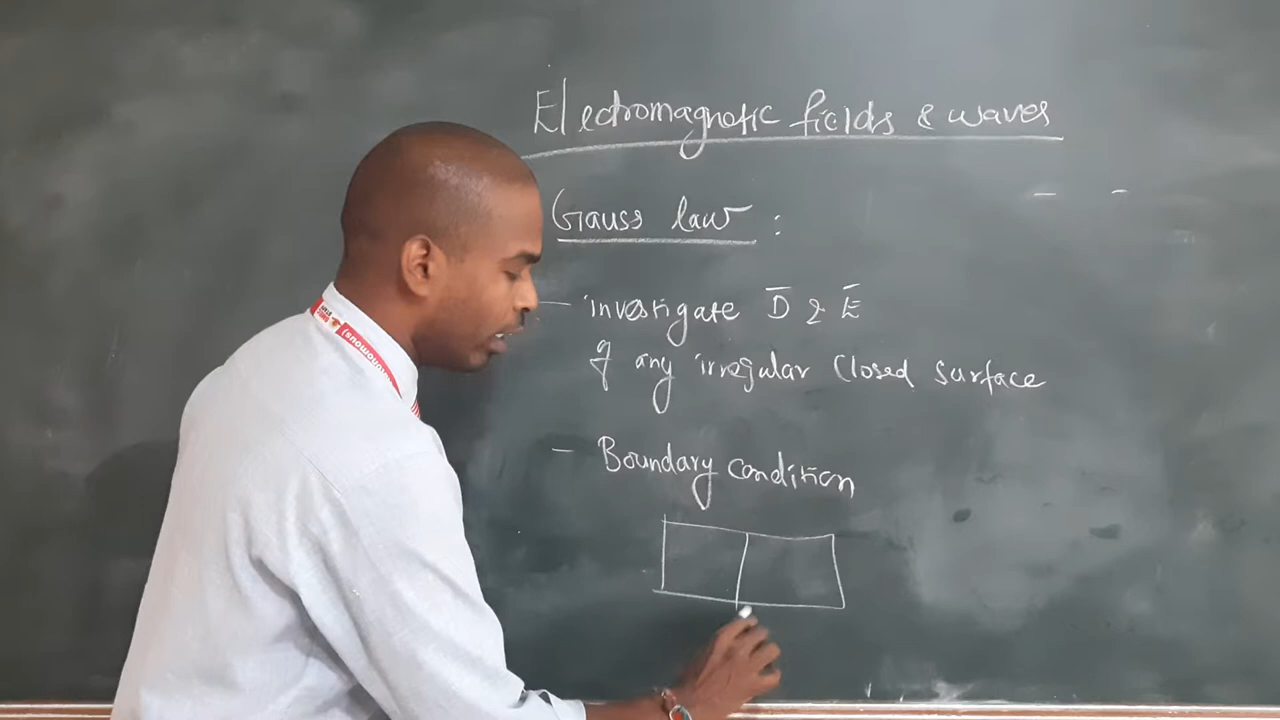 Electromagnetic fields & waves
Gauss law :
– investigate D̅ & E̅
of any irregular closed surface
– Boundary condition